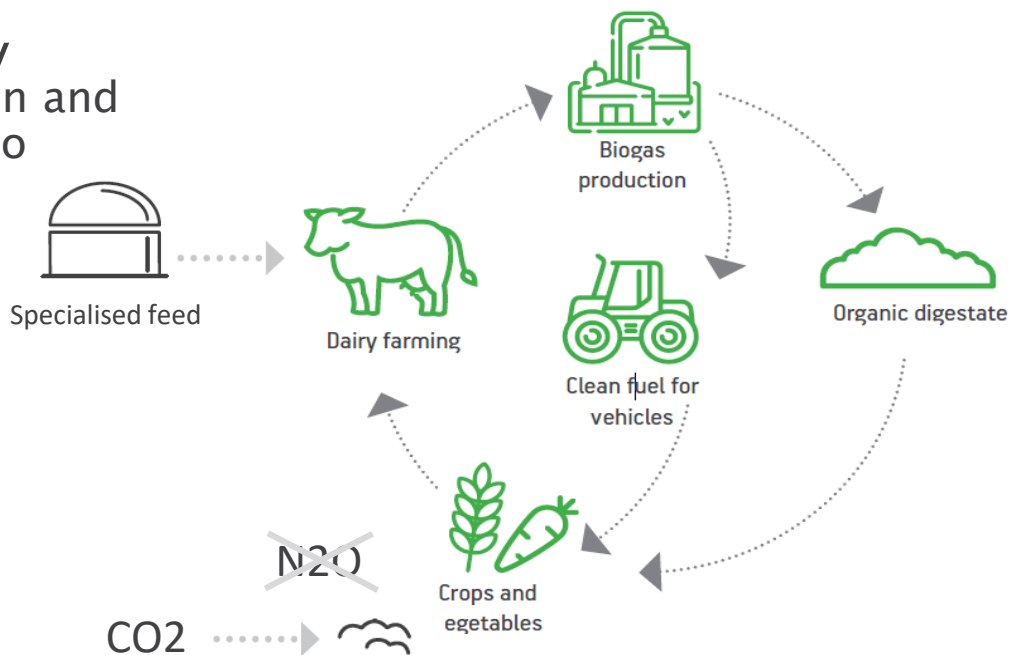 y
n and
o
Biogas
production
Specialised feed
Dairy farming
Organic digestate
Clean fuel for
vehicles
N2O
Crops and
egetables
CO2